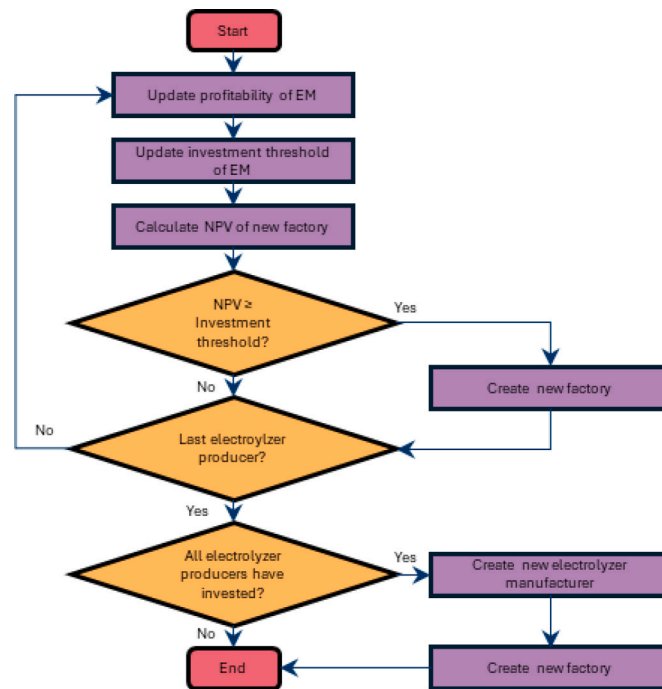 Start
Update profitability of EM
Update investment threshold
of EM
Calculate NPV of new factory
NPV ≥
Investment
threshold?
Yes
Create new factory
No
No
Last electroylzer
producer?
Yes
All electrolyzer
producers have
invested?
Yes
Create new electrolyzer
manufacturer
No
End
Create new factory